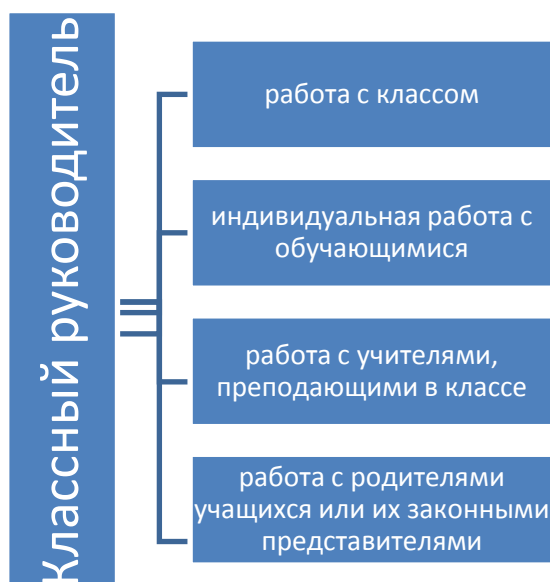 Классный руководитель
работа с классом
индивидуальная работа с
обучающимися
работа с учителями,
преподающими в классе
работа с родителями
учащихся или их законными
представителями